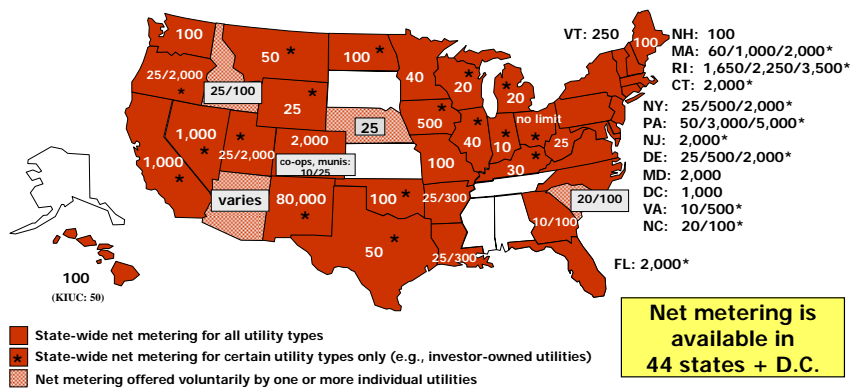 VT: 250
NH: 100
MA: 60/1,000/2,000*
RI: 1,650/2,250/3,500*
CT: 2,000*
NY: 25/500/2,000*
PA: 50/3,000/5,000*
NJ: 2,000*
DE: 25/500/2,000*
MD: 2,000
DC: 1,000
VA: 10/500*
NC: 20/100*
FL: 2,000*
100
50 *
100 *
40
100
25/2,000
*
25/100
25
*
20
*
*
20
1,000
*
25
500
*
no limit
*
1,000
*
25/2,000
*
2,000
40
*
10
*
25
co-ops, munis:
10/25
100
30
*
varies
80,000
*
100 *
25/300
20/100
10/100
50
*
25/300
100
(KIUC: 50)
Net metering is
available in
44 states + D.C.
State-wide net metering for all utility types
* State-wide net metering for certain utility types only (e.g., investor-owned utilities)
Net metering offered voluntarily by one or more individual utilities